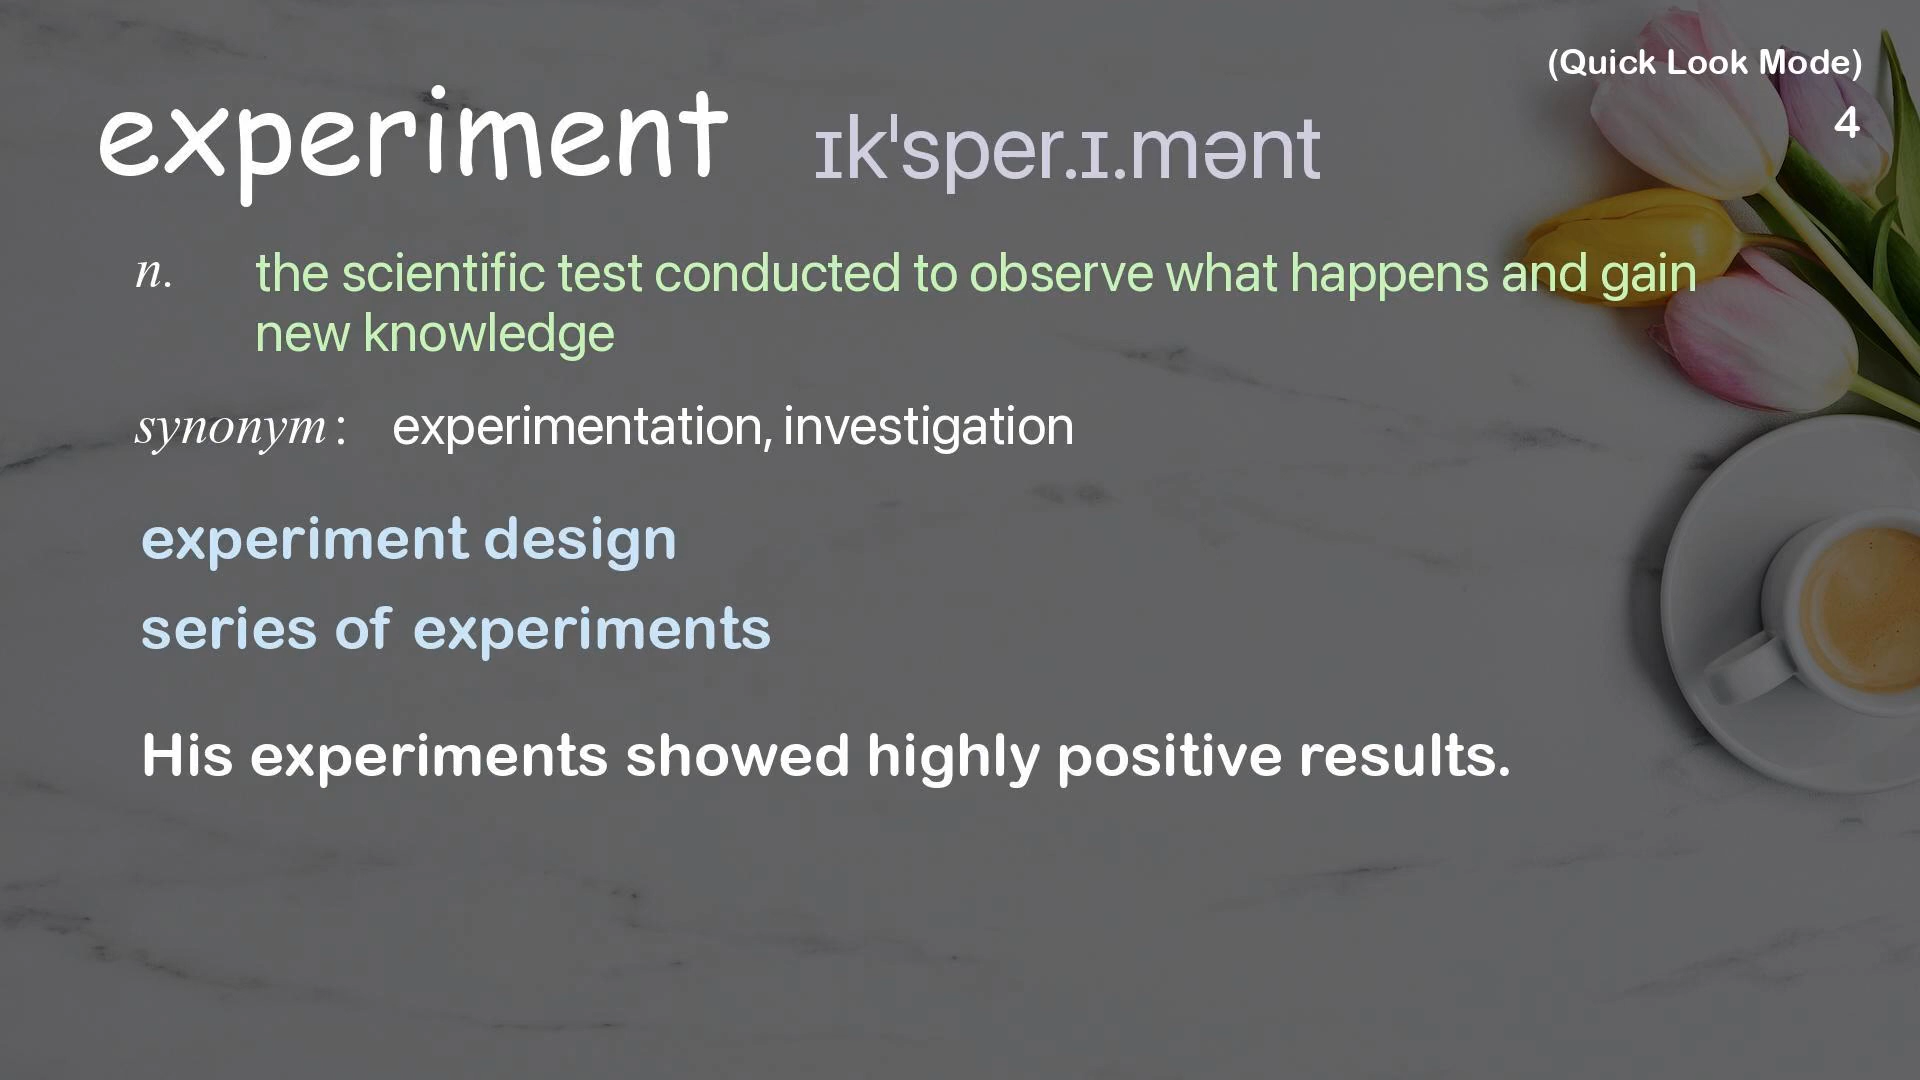 (Quick Look Mode)
4
experiment ɪkˈsper.ɪ.mənt
n. the scientific test conducted to observe what happens and gain
new knowledge
synonym : experimentation, investigation
experiment design
series of experiments
His experiments showed highly positive results.